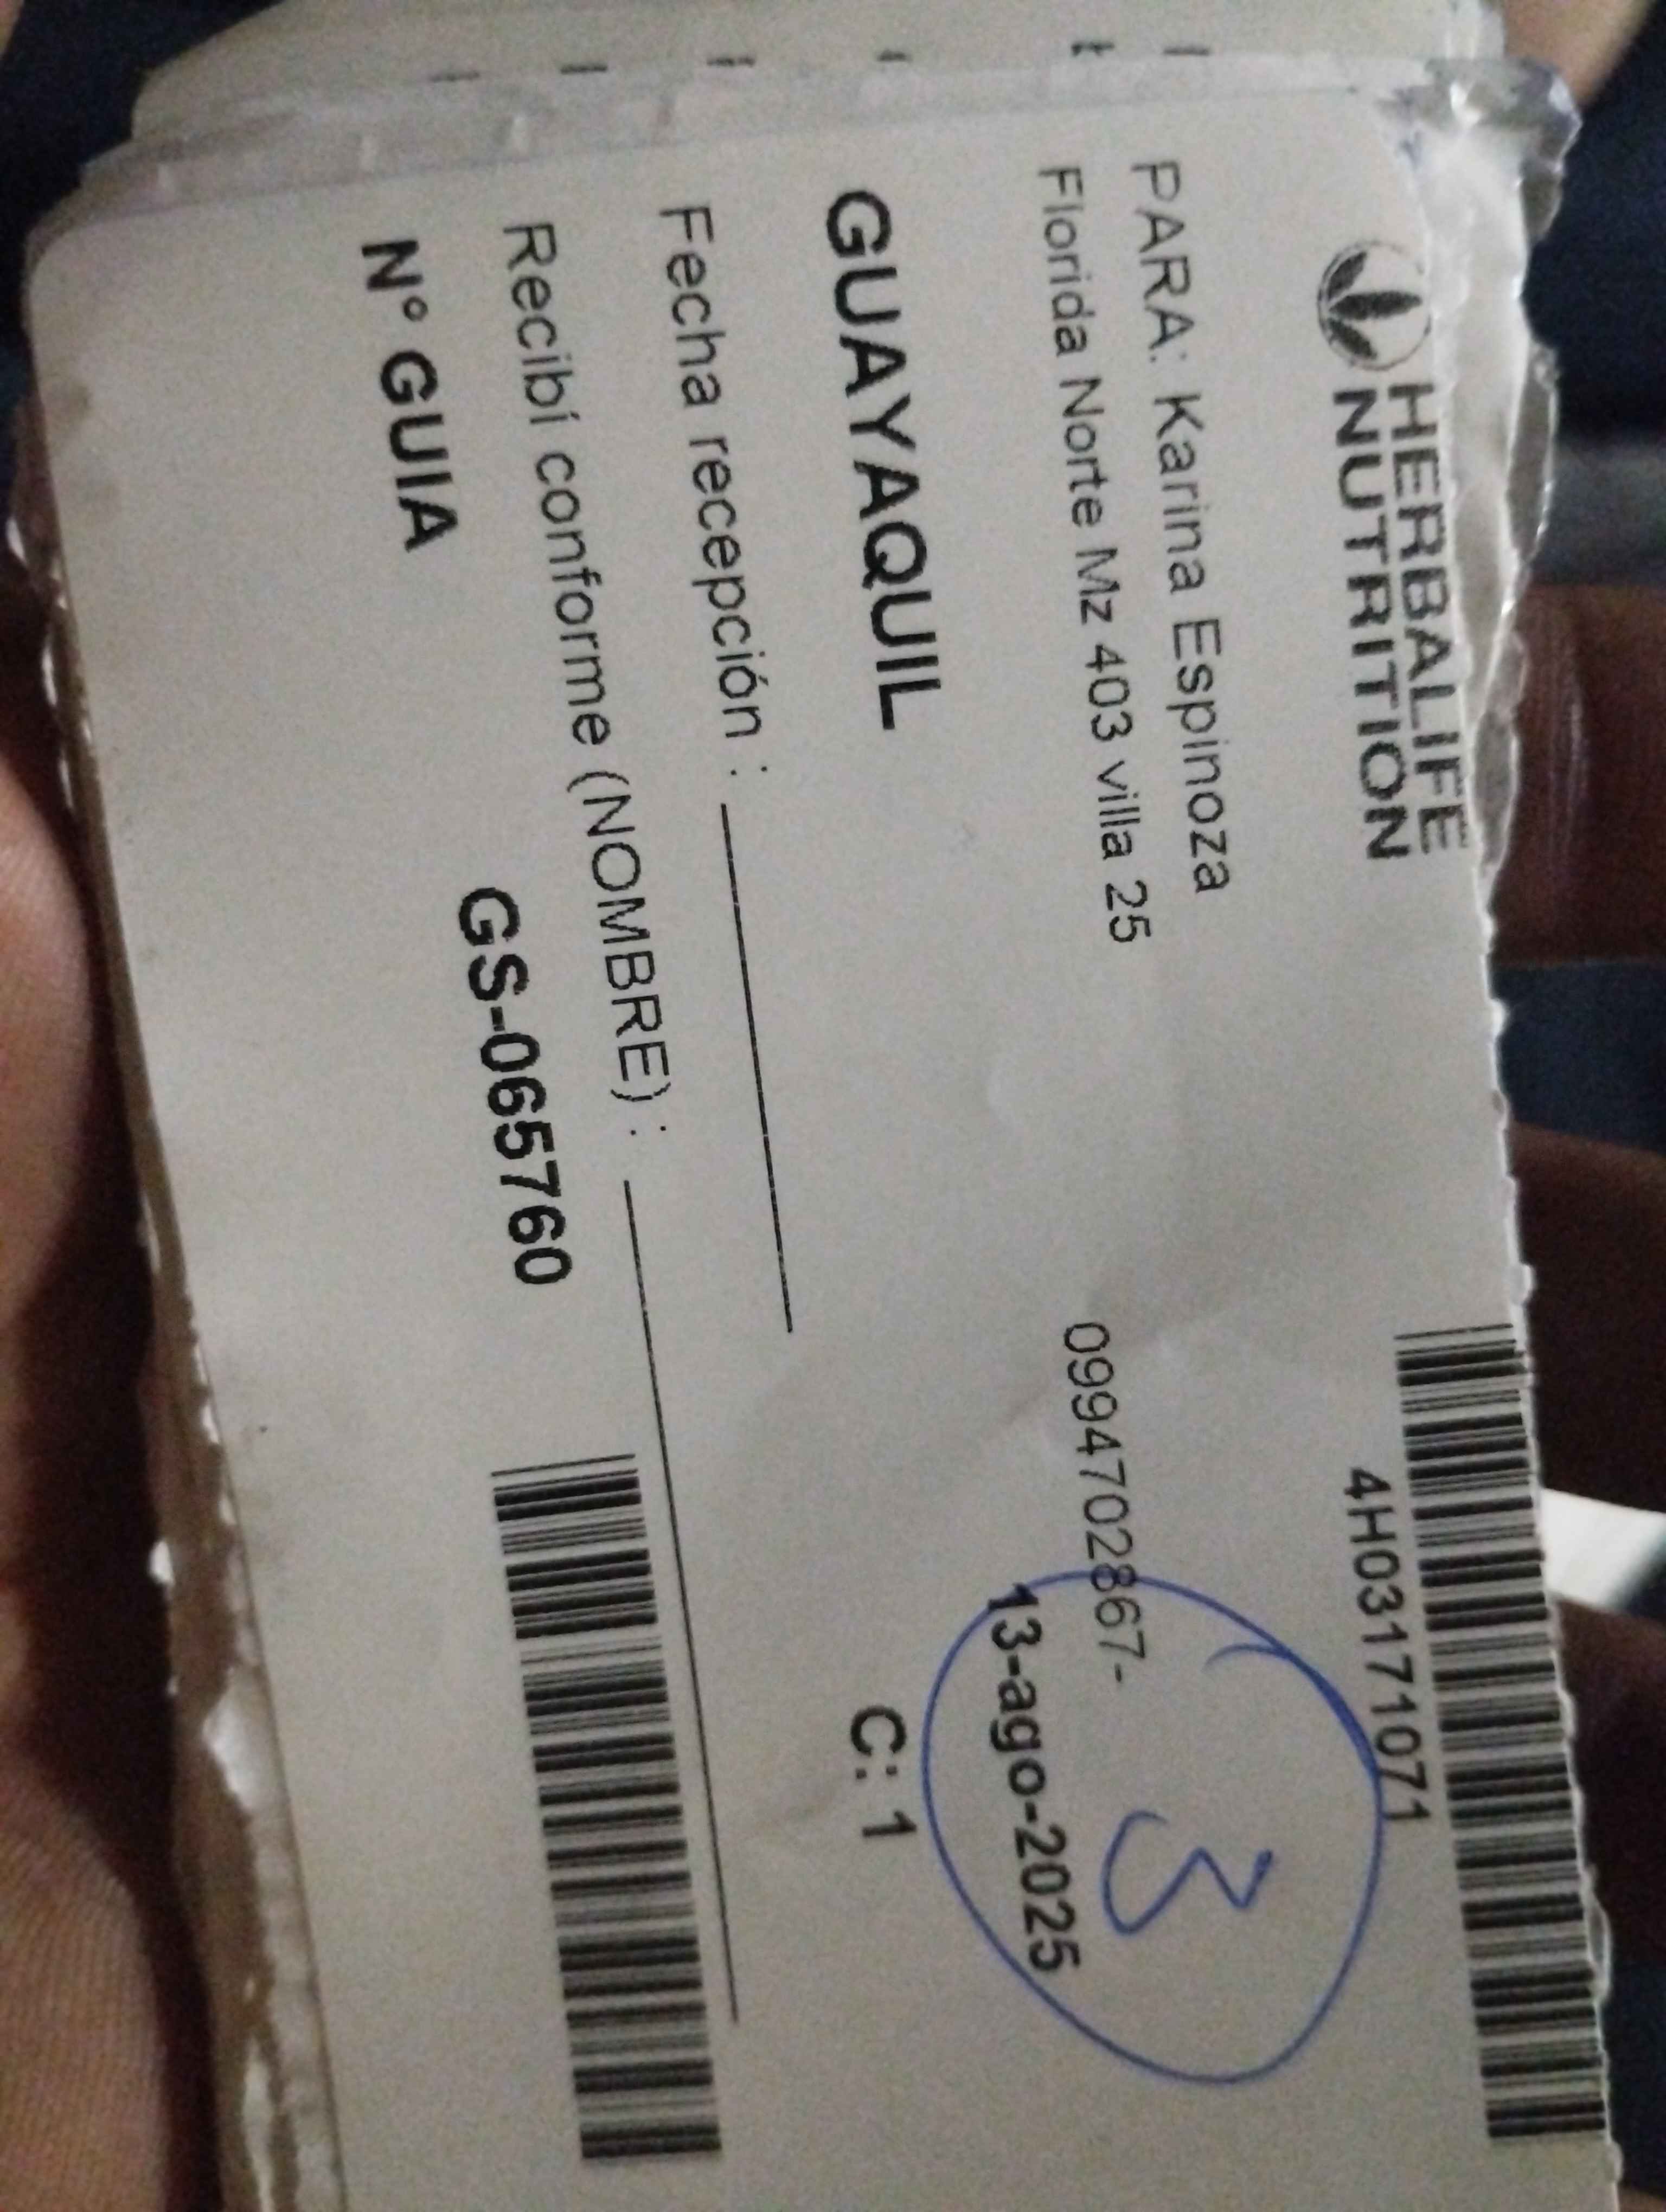 HERBALIFE
NUTRITION
4H03171071
PARA: Karina Espinoza
3
Florida Norte Mz 403 villa 25
0994702867-
13-ago-2025
GUAYAQUIL
C: 1
Fecha recepción :
Recibí conforme (NOMBRE) :
N° GUIA
GS-065760